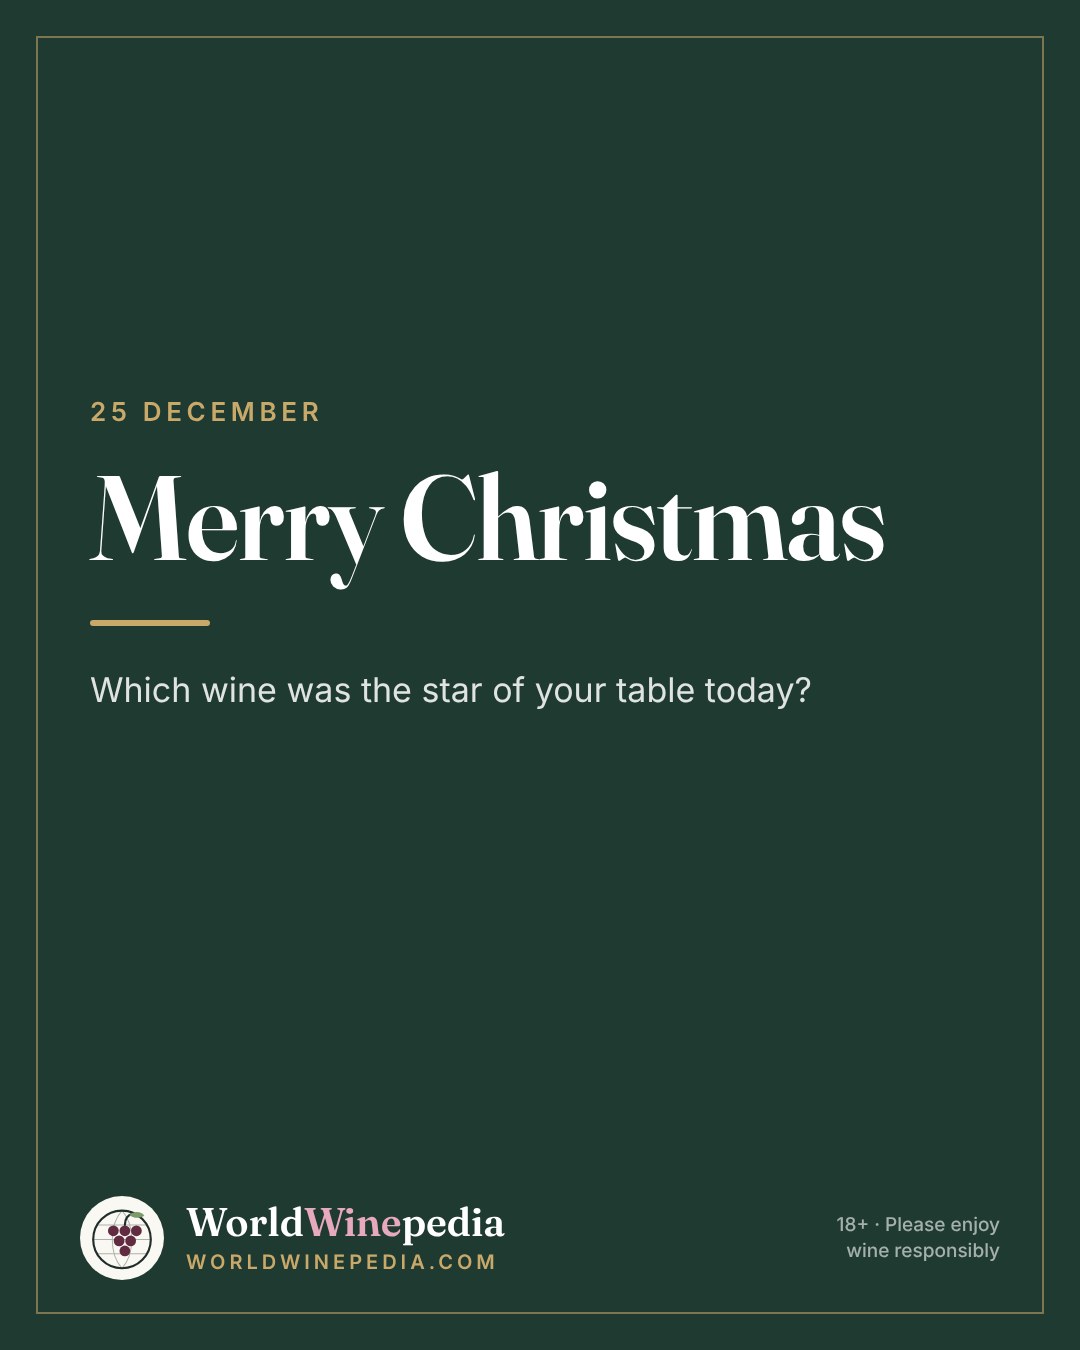 25 DECEMBER
Merry Christmas
Which wine was the star of your table today?
WorldWinepedia
WORLDWINEPEDIA.COM
18+ · Please enjoy
wine responsibly